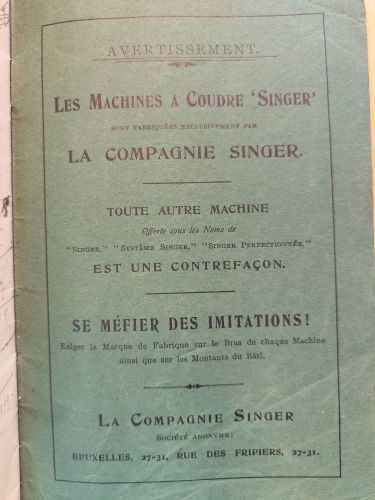 AVERTISSEMENT.
LES MACHINES A COUDRE 'SINGER'
SONT FABRIQUÉES EXCLUSIVEMENT PAR
LA COMPAGNIE SINGER.
TOUTE AUTRE MACHINE
Offerte sous les Noms de
"SINGER," "SYSTÈME SINGER," "SINGER PERFECTIONNÉE,"
EST UNE CONTREFAÇON.
SE MÉFIER DES IMITATIONS!
Exiger la Marque de Fabrique sur le Bras de chaque Machine
ainsi que sur les Montants du Bâti.
LA COMPAGNIE SINGER
SOCIÉTÉ ANONYME:
BRUXELLES, 27-31, RUE DES FRIPIERS, 27-31.